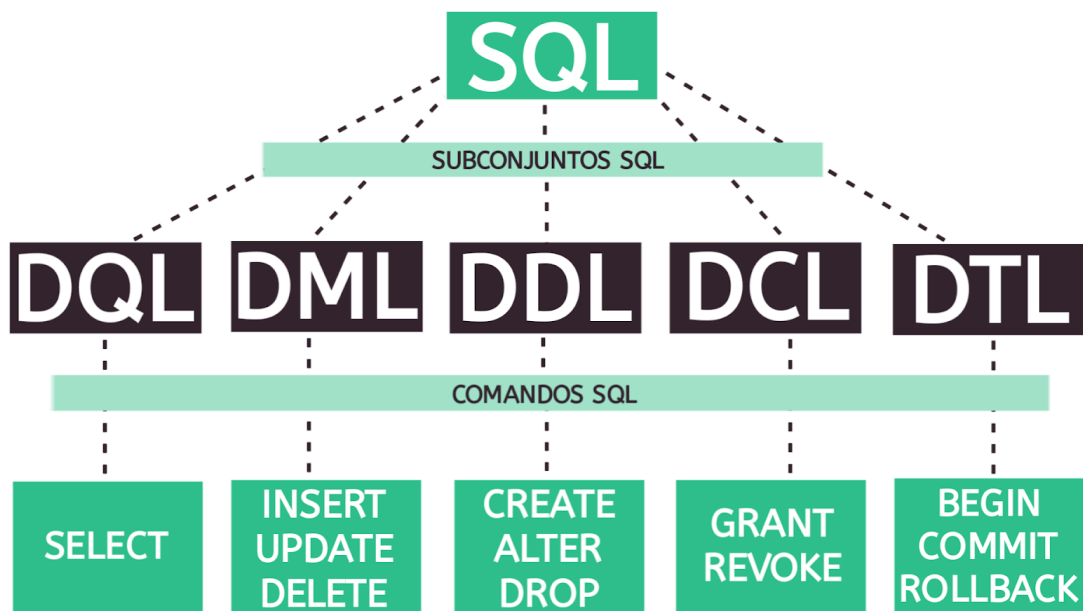 SQL
SUBCONJUNTOS SQL
DQL
DML
DDL
DCL
DTL
COMANDOS SQL
SELECT
INSERT
UPDATE
DELETE
CREATE
ALTER
DROP
GRANT
REVOKE
BEGIN
COMMIT
ROLLBACK